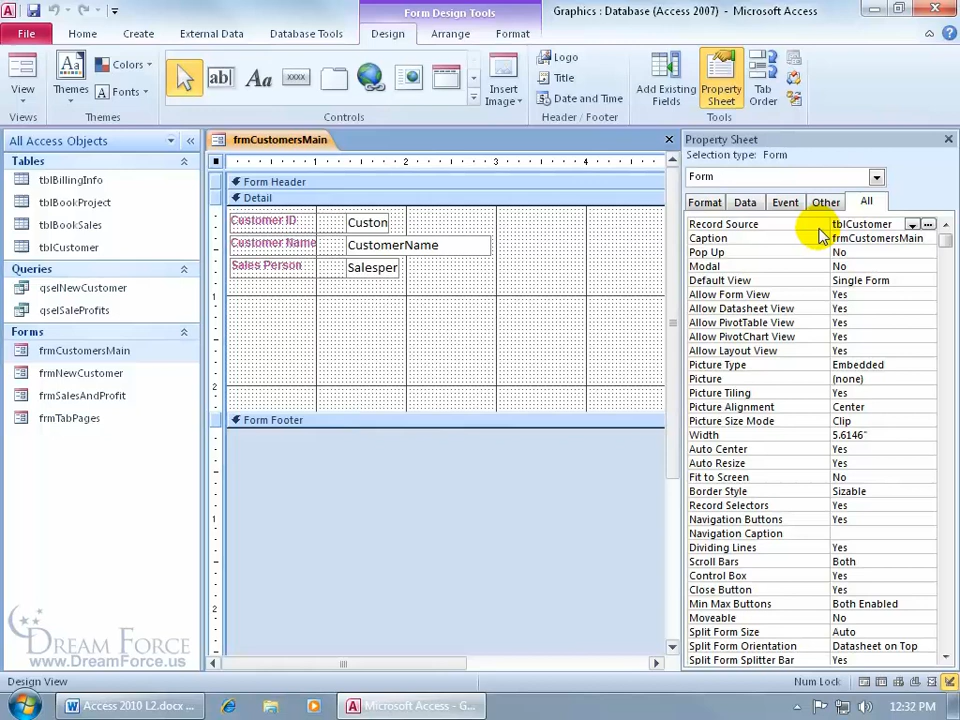 Form Design Tools
Graphics : Database (Access 2007) - Microsoft Access
File Home Create External Data Database Tools Design Arrange Format
View
Views
Themes
Colors
Fonts
Themes
ab|
Aa
xxxx
Controls
Insert Image
Logo
Title
Date and Time
Header / Footer
Add Existing Fields
Property Sheet
Tab Order
Tools
All Access Objects
Tables
tblBillingInfo
tblBookProject
tblBookSales
tblCustomer
Queries
qselNewCustomer
qselSaleProfits
Forms
frmCustomersMain
frmNewCustomer
frmSalesAndProfit
frmTabPages
frmCustomersMain
1 2 3 4
Form Header
Detail
Customer ID Custon
Customer Name CustomerName
Sales Person Salesper
1
2
Form Footer
1
2
Property Sheet
Selection type: Form
Form
Format Data Event Other All
Record Source tblCustomer
Caption frmCustomersMain
Pop Up No
Modal No
Default View Single Form
Allow Form View Yes
Allow Datasheet View Yes
Allow PivotTable View Yes
Allow PivotChart View Yes
Allow Layout View Yes
Picture Type Embedded
Picture (none)
Picture Tiling Yes
Picture Alignment Center
Picture Size Mode Clip
Width 5.6146"
Auto Center Yes
Auto Resize Yes
Fit to Screen No
Border Style Sizable
Record Selectors Yes
Navigation Buttons Yes
Navigation Caption
Dividing Lines Yes
Scroll Bars Both
Control Box Yes
Close Button Yes
Min Max Buttons Both Enabled
Moveable No
Split Form Size Auto
Split Form Orientation Datasheet on Top
Split Form Splitter Bar Yes
DREAM FORCE
www.DreamForce.us
Design View
Num Lock
Access 2010 L2.docx ...
Microsoft Access - G...
12:32 PM